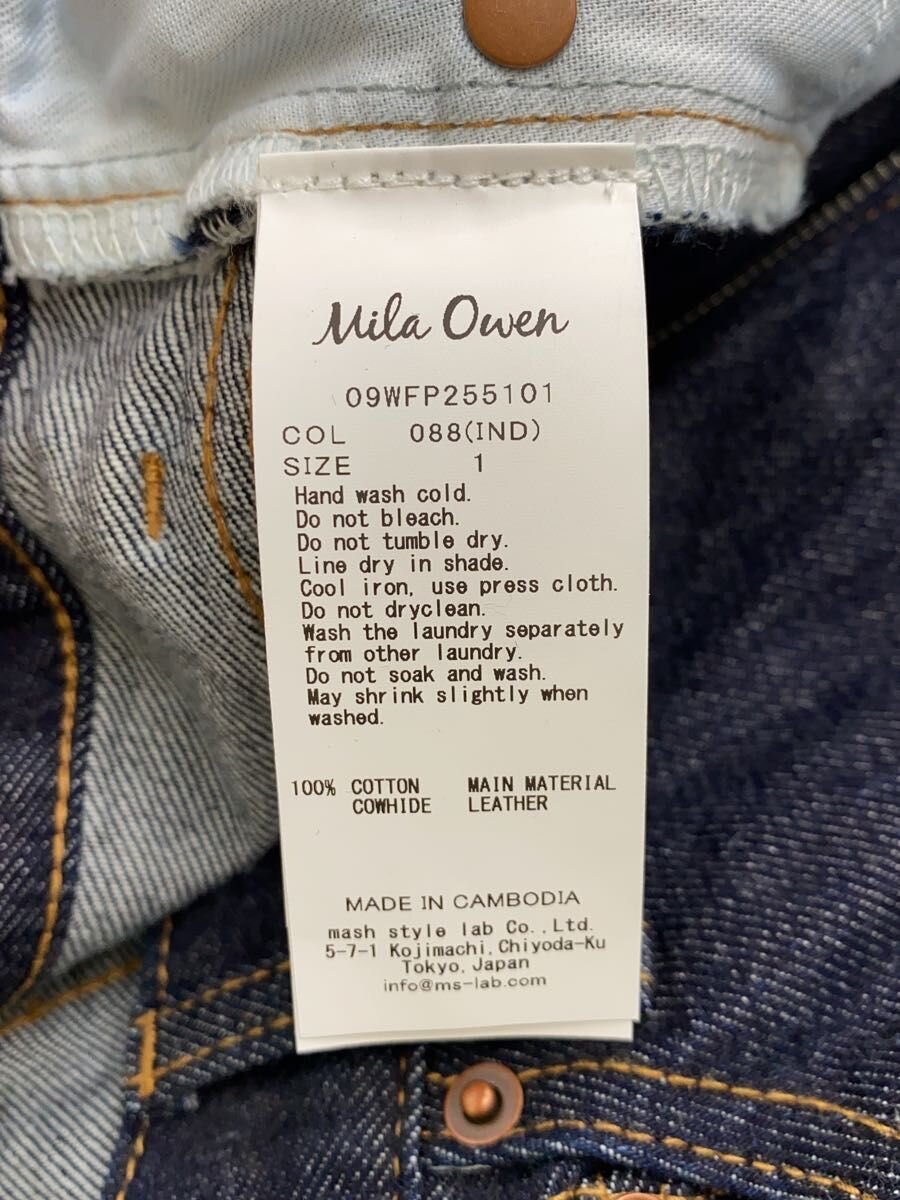 Mila Owen
09WFP255101
COL 088(IND)
SIZE 1
Hand wash cold.
Do not bleach.
Do not tumble dry.
Line dry in shade.
Cool iron, use press cloth.
Do not dryclean.
Wash the laundry separately
from other laundry.
Do not soak and wash.
May shrink slightly when
washed.
100% COTTON MAIN MATERIAL
COWHIDE LEATHER
MADE IN CAMBODIA
mash style lab Co.,Ltd.
5-7-1 Kojimachi,Chiyoda-Ku
Tokyo,Japan
info@ms-lab.com